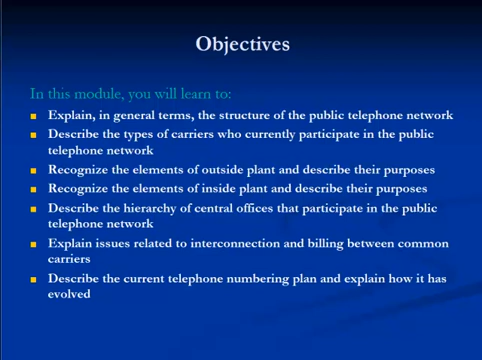 Objectives
In this module, you will learn to:
Explain, in general terms, the structure of the public telephone network
Describe the types of carriers who currently participate in the public
telephone network
Recognize the elements of outside plant and describe their purposes
Recognize the elements of inside plant and describe their purposes
Describe the hierarchy of central offices that participate in the public
telephone network
Explain issues related to interconnection and billing between common
carriers
Describe the current telephone numbering plan and explain how it has
evolved